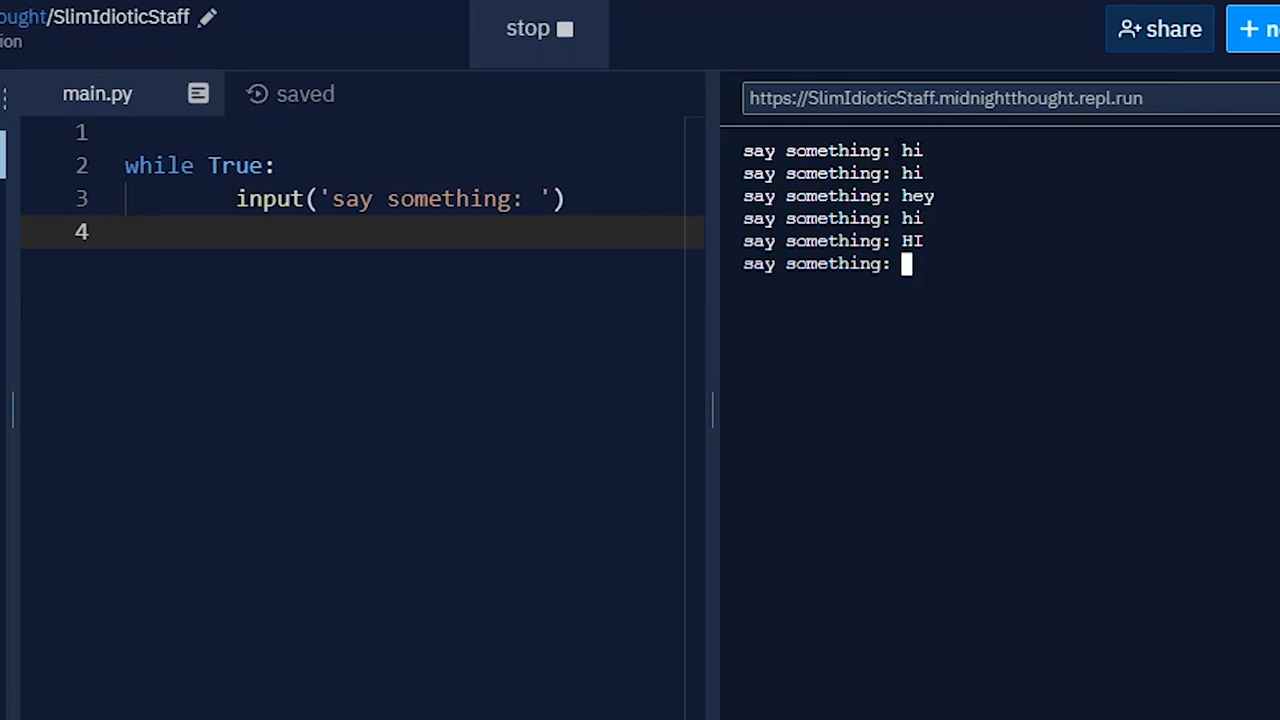 ought/SlimIdioticStaff
ion
stop
share
main.py
saved
https://SlimIdioticStaff.midnightthought.repl.run
1
2 while True:
3 input('say something: ')
4
say something: hi
say something: hi
say something: hey
say something: hi
say something: HI
say something: